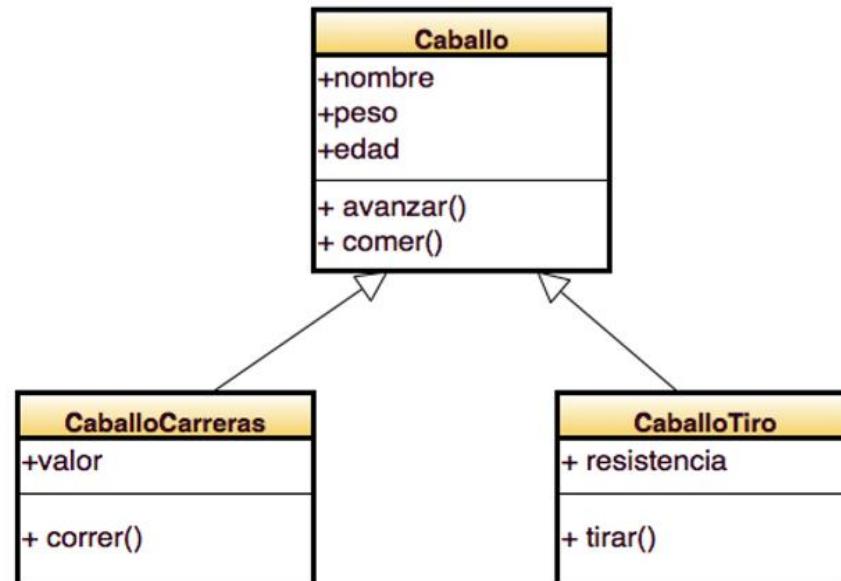 Caballo
+nombre
+peso
+edad
+ avanzar()
+ comer()
CaballoCarreras
+valor
+ correr()
CaballoTiro
+ resistencia
+ tirar()